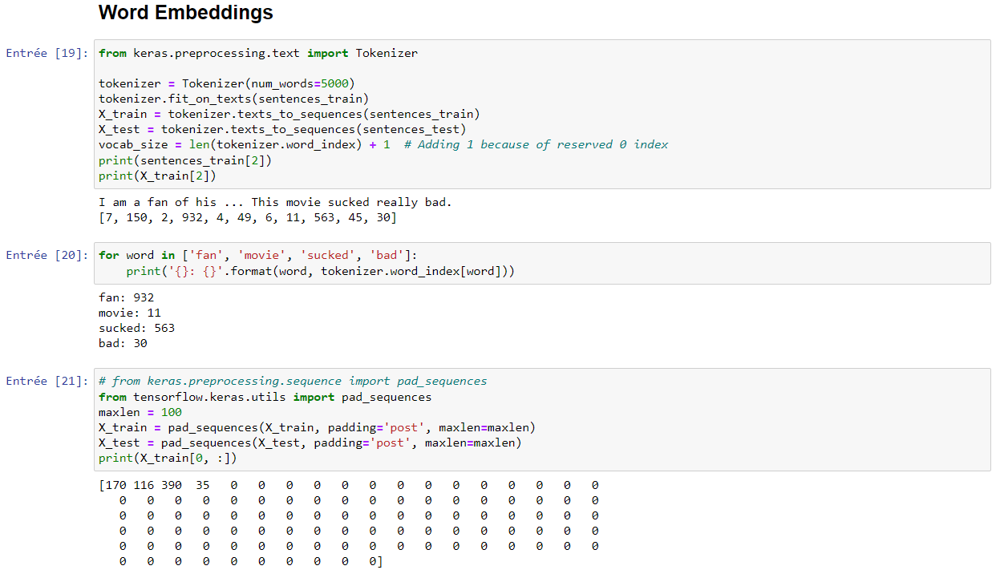 Word Embeddings
Entrée [19]: from keras.preprocessing.text import Tokenizer
tokenizer = Tokenizer(num_words=5000)
tokenizer.fit_on_texts(sentences_train)
X_train = tokenizer.texts_to_sequences(sentences_train)
X_test = tokenizer.texts_to_sequences(sentences_test)
vocab_size = len(tokenizer.word_index) + 1  # Adding 1 because of reserved 0 index
print(sentences_train[2])
print(X_train[2])
I am a fan of his ... This movie sucked really bad.
[7, 150, 2, 932, 4, 49, 6, 11, 563, 45, 30]
Entrée [20]: for word in ['fan', 'movie', 'sucked', 'bad']:
    print('{}: {}'.format(word, tokenizer.word_index[word]))
fan: 932
movie: 11
sucked: 563
bad: 30
Entrée [21]: # from keras.preprocessing.sequence import pad_sequences
from tensorflow.keras.utils import pad_sequences
maxlen = 100
X_train = pad_sequences(X_train, padding='post', maxlen=maxlen)
X_test = pad_sequences(X_test, padding='post', maxlen=maxlen)
print(X_train[0, :])
[170 116 390  35   0   0   0   0   0   0   0   0   0   0   0   0   0   0
   0   0   0   0   0   0   0   0   0   0   0   0   0   0   0   0   0   0
   0   0   0   0   0   0   0   0   0   0   0   0   0   0   0   0   0   0
   0   0   0   0   0   0   0   0   0   0   0   0   0   0   0   0   0   0
   0   0   0   0   0   0   0   0   0   0   0   0   0   0   0   0   0   0
   0   0   0   0   0   0   0   0   0   0]